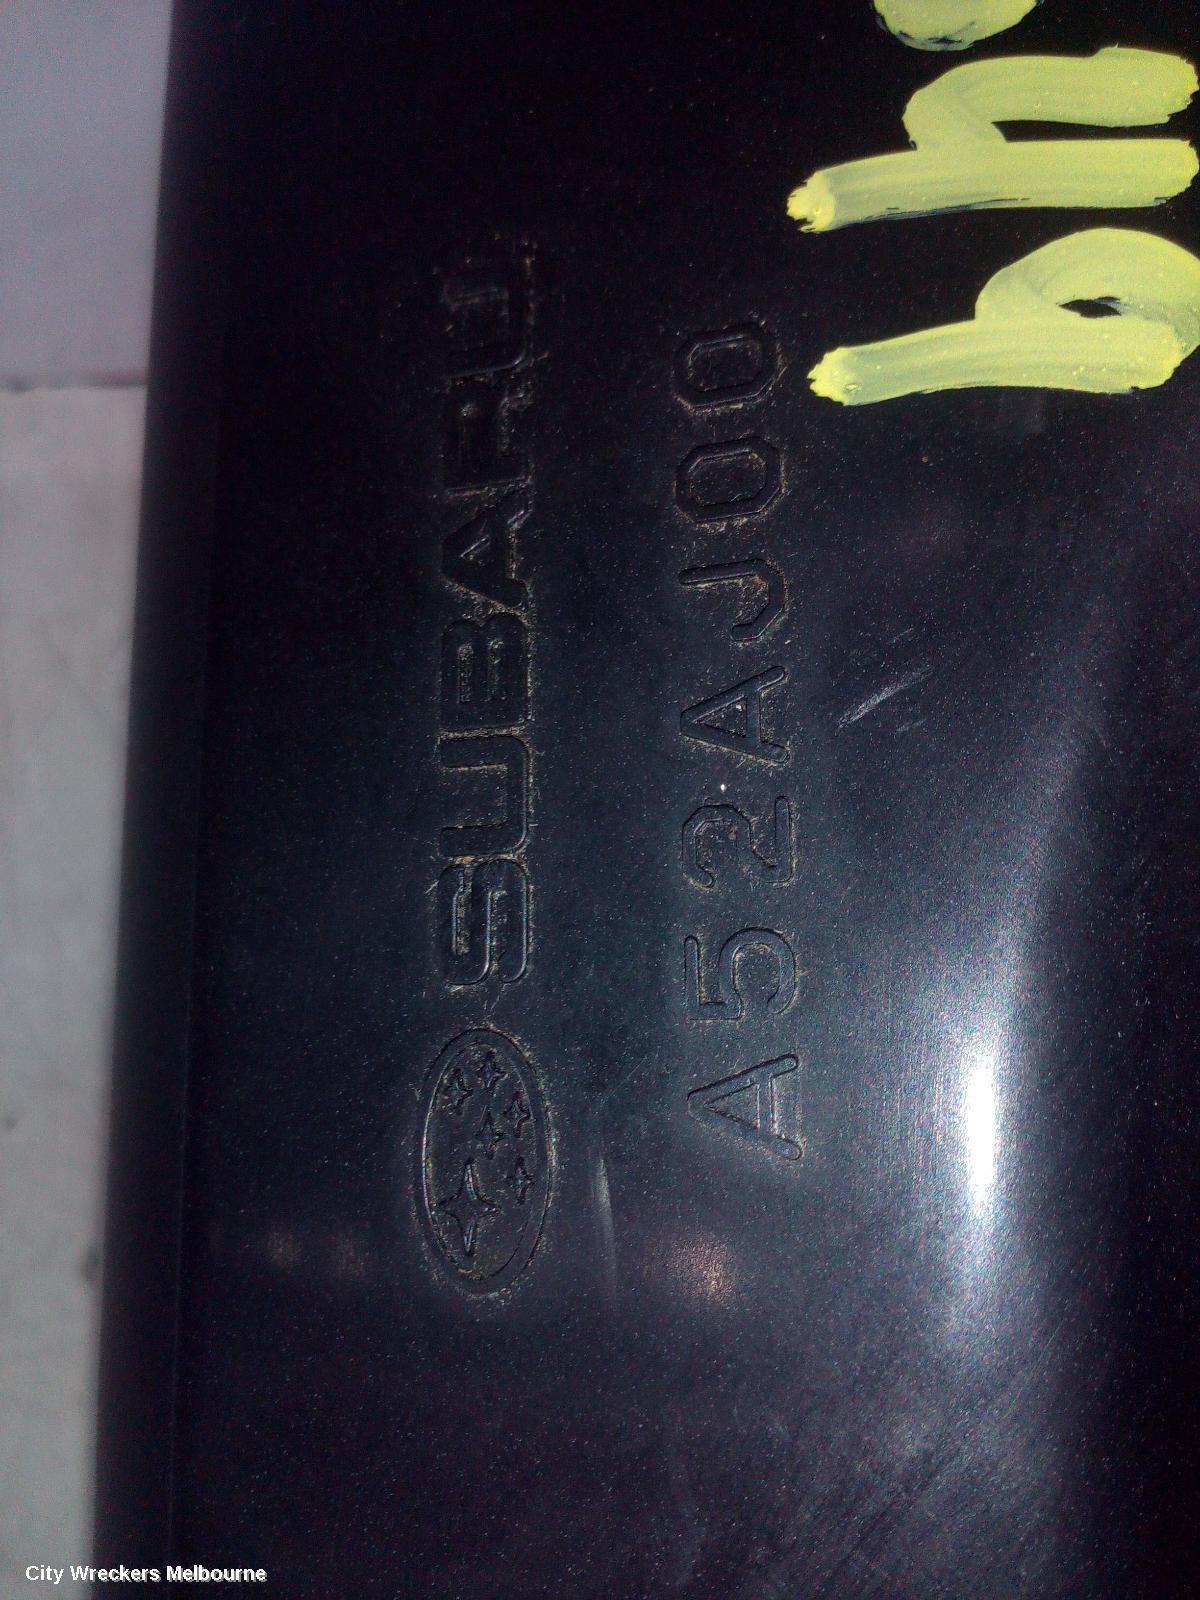 SUBARU
A52AJ00
City Wreckers Melbourne